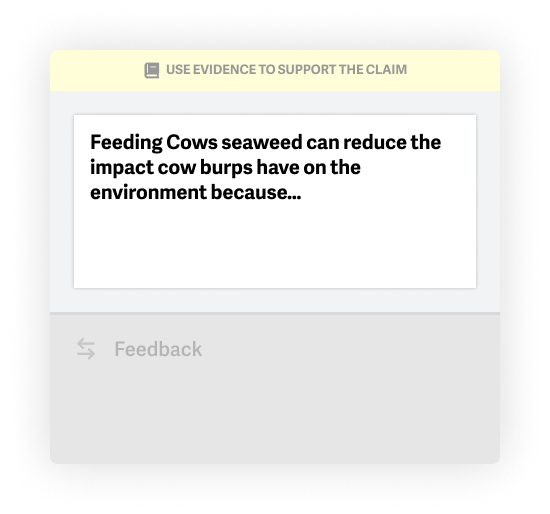 USE EVIDENCE TO SUPPORT THE CLAIM
Feeding Cows seaweed can reduce the
impact cow burps have on the
environment because...
Feedback